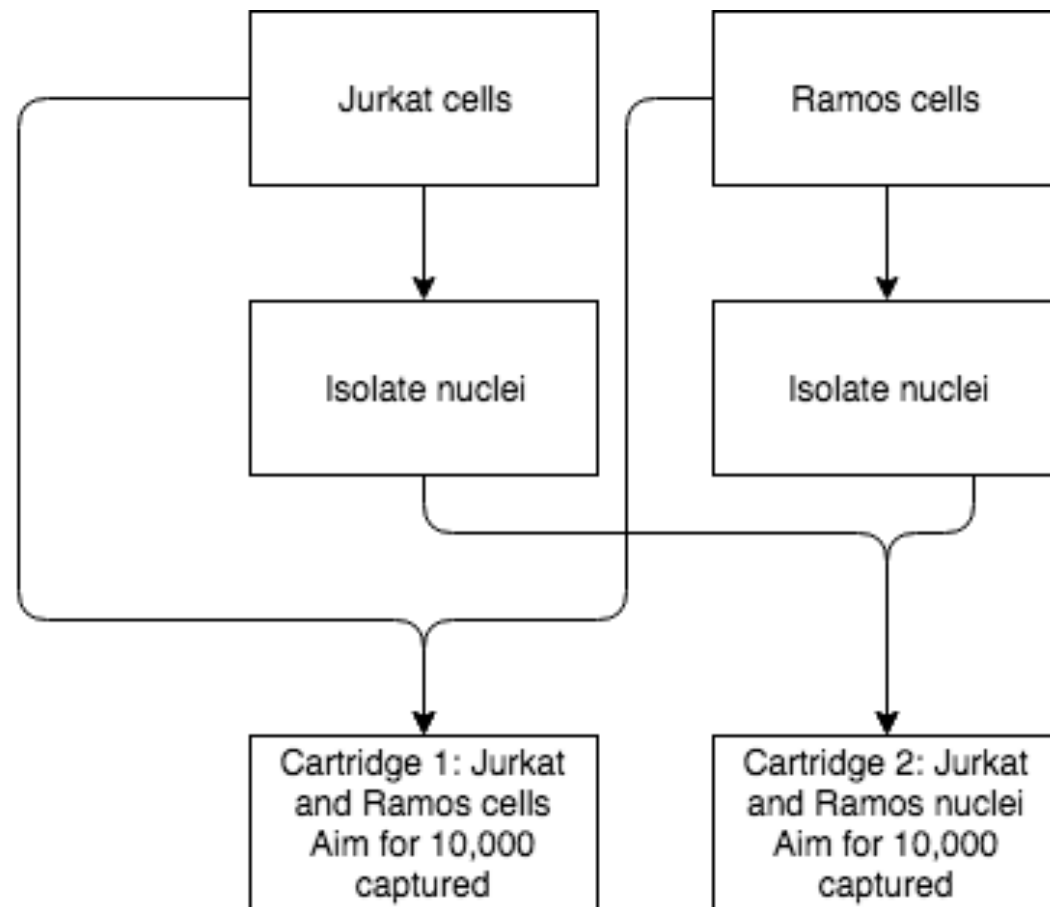 Jurkat cells
Ramos cells
Isolate nuclei
Isolate nuclei
Cartridge 1: Jurkat
and Ramos cells
Aim for 10,000
captured
Cartridge 2: Jurkat
and Ramos nuclei
Aim for 10,000
captured